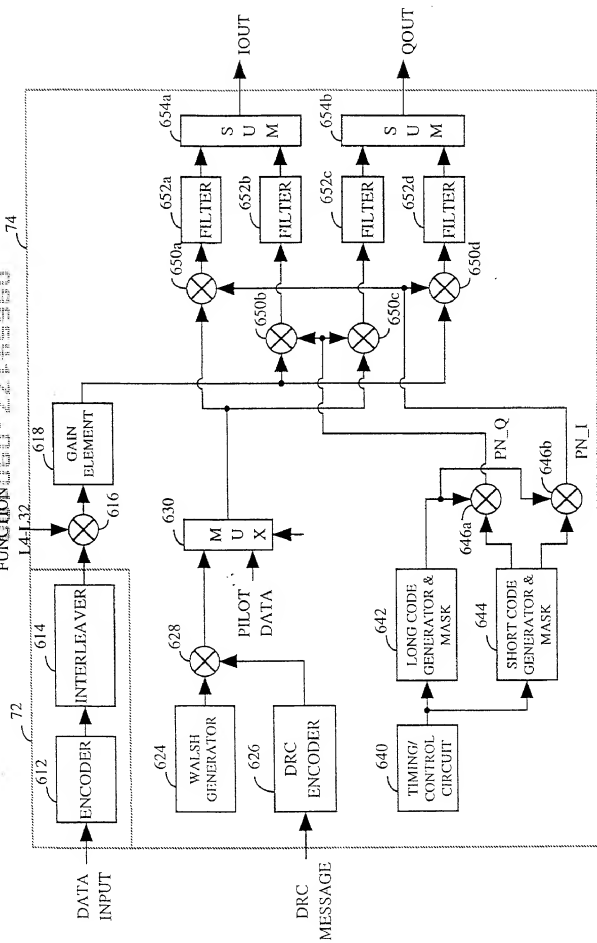 74
FUNCTION
L4-L32
72
612
ENCODER
614
INTERLEAVER
616
618
GAIN
ELEMENT
DATA
INPUT
624
WALSH
GENERATOR
626
DRC
ENCODER
DRC
MESSAGE
628
PILOT
DATA
630
M
U
X
640
TIMING/
CONTROL
CIRCUIT
642
LONG CODE
GENERATOR &
MASK
644
SHORT CODE
GENERATOR &
MASK
646a
646b
PN_Q
PN_I
650a
650b
650c
650d
652a
FILTER
652b
FILTER
652c
FILTER
652d
FILTER
654a
S
U
M
654b
S
U
M
IOUT
QOUT